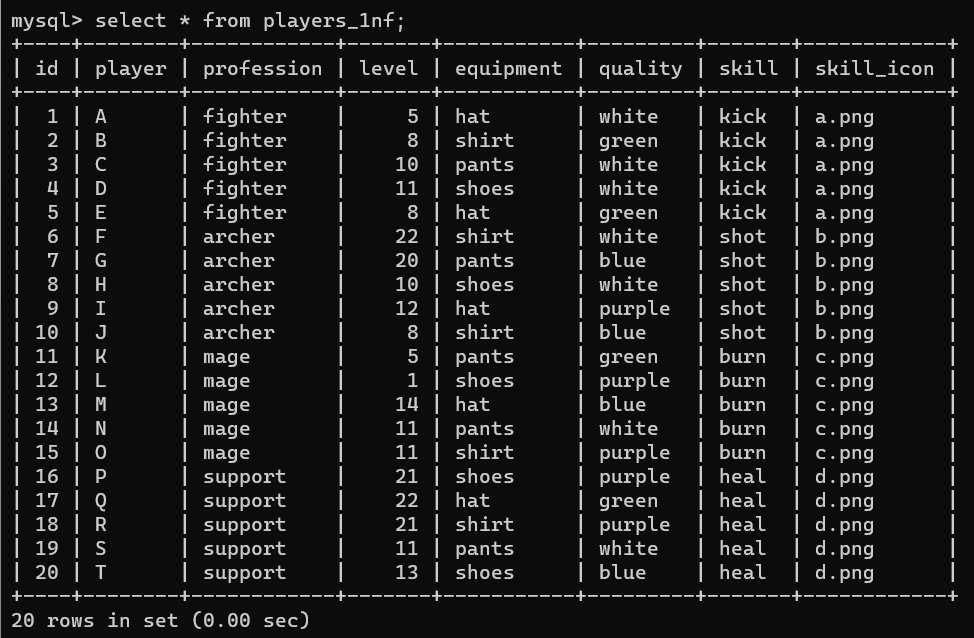 mysql> select * from players_1nf;
+----+--------+------------+-------+-----------+---------+-------+------------+
| id | player | profession | level | equipment | quality | skill | skill_icon |
+----+--------+------------+-------+-----------+---------+-------+------------+
|  1 | A      | fighter    |     5 | hat       | white   | kick  | a.png      |
|  2 | B      | fighter    |     8 | shirt     | green   | kick  | a.png      |
|  3 | C      | fighter    |    10 | pants     | white   | kick  | a.png      |
|  4 | D      | fighter    |    11 | shoes     | white   | kick  | a.png      |
|  5 | E      | fighter    |     8 | hat       | green   | kick  | a.png      |
|  6 | F      | archer     |    22 | shirt     | white   | shot  | b.png      |
|  7 | G      | archer     |    20 | pants     | blue    | shot  | b.png      |
|  8 | H      | archer     |    10 | shoes     | white   | shot  | b.png      |
|  9 | I      | archer     |    12 | hat       | purple  | shot  | b.png      |
| 10 | J      | archer     |     8 | shirt     | blue    | shot  | b.png      |
| 11 | K      | mage       |     5 | pants     | green   | burn  | c.png      |
| 12 | L      | mage       |     1 | shoes     | purple  | burn  | c.png      |
| 13 | M      | mage       |    14 | hat       | blue    | burn  | c.png      |
| 14 | N      | mage       |    11 | pants     | white   | burn  | c.png      |
| 15 | O      | mage       |    11 | shirt     | purple  | burn  | c.png      |
| 16 | P      | support    |    21 | shoes     | purple  | heal  | d.png      |
| 17 | Q      | support    |    22 | hat       | green   | heal  | d.png      |
| 18 | R      | support    |    21 | shirt     | purple  | heal  | d.png      |
| 19 | S      | support    |    11 | pants     | white   | heal  | d.png      |
| 20 | T      | support    |    13 | shoes     | blue    | heal  | d.png      |
+----+--------+------------+-------+-----------+---------+-------+------------+
20 rows in set (0.00 sec)